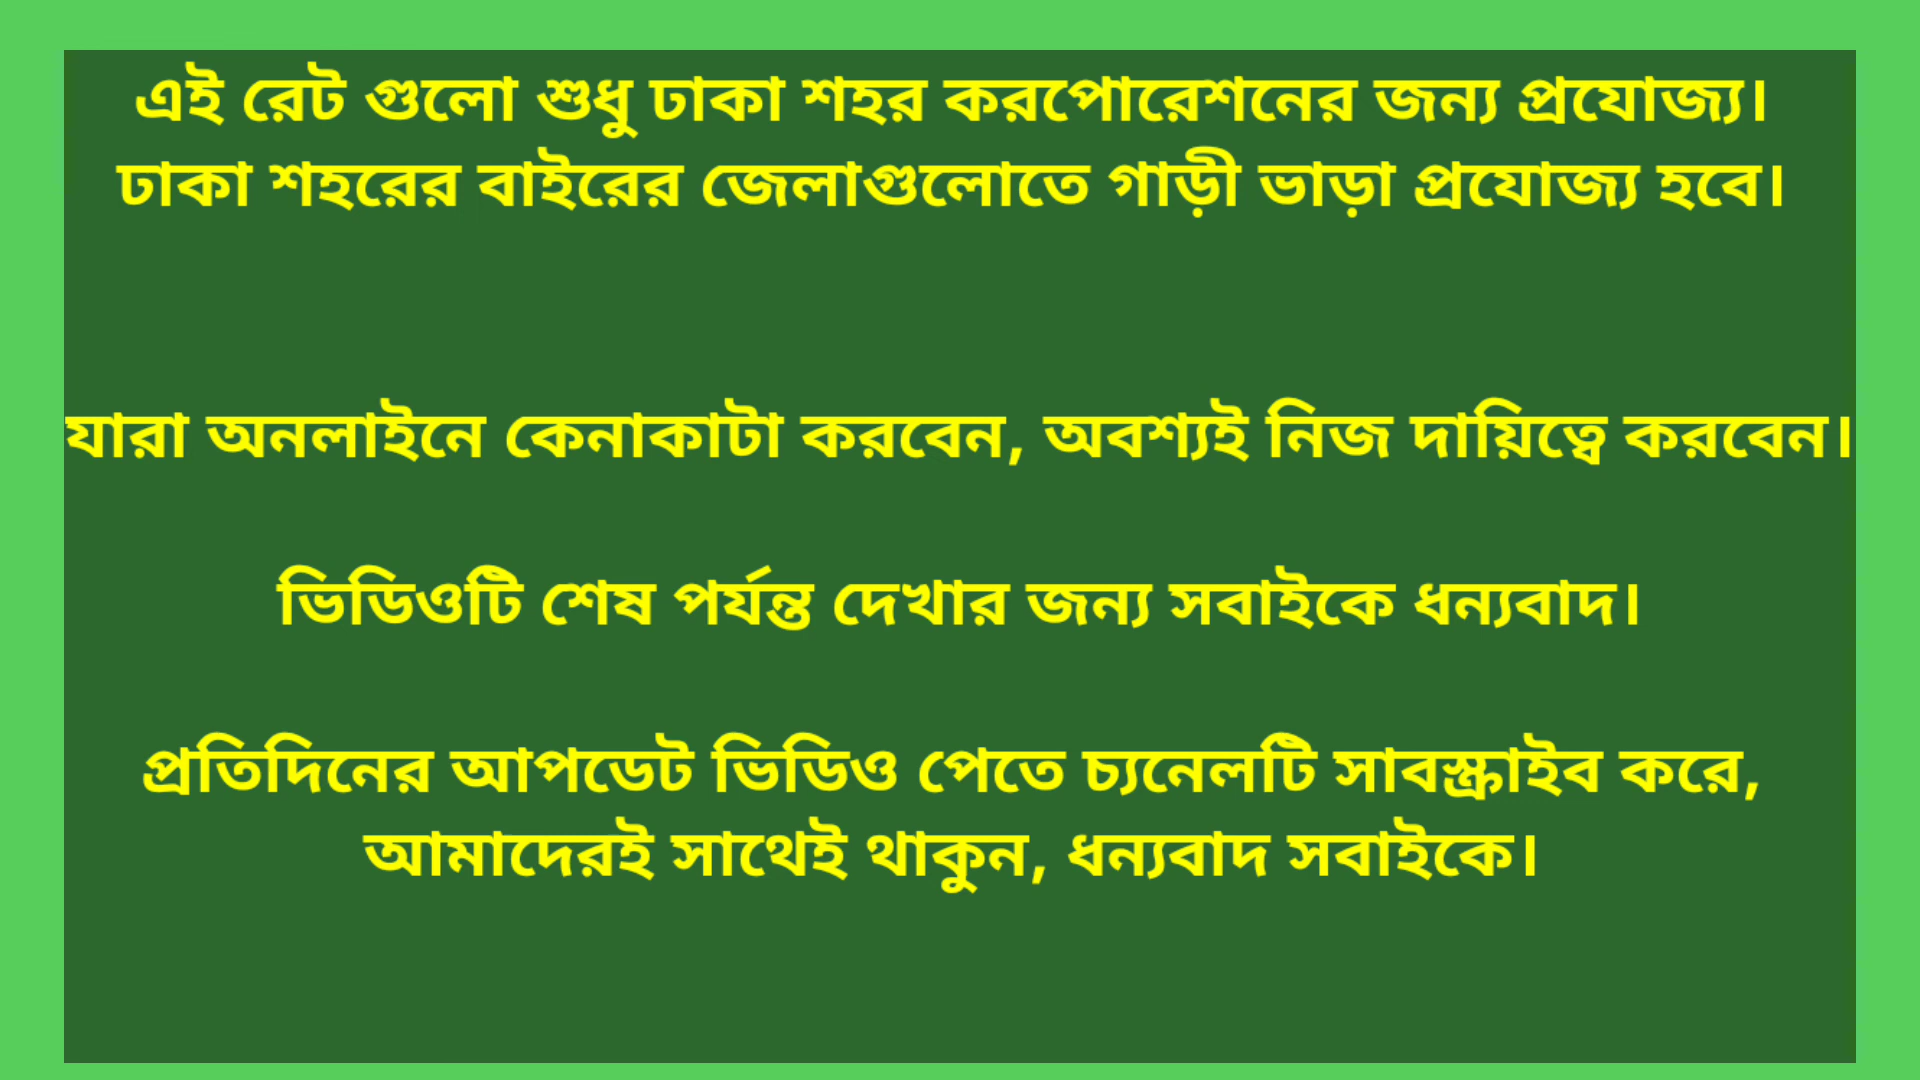 এই রেট গুলো শুধু ঢাকা শহর করপোরেশনের জন্য প্রযোজ্য।
ঢাকা শহরের বাইরের জেলাগুলোতে গাড়ী ভাড়া প্রযোজ্য হবে।
যারা অনলাইনে কেনাকাটা করবেন, অবশ্যই নিজ দায়িত্বে করবেন।
ভিডিওটি শেষ পর্যন্ত দেখার জন্য সবাইকে ধন্যবাদ।
প্রতিদিনের আপডেট ভিডিও পেতে চ্যনেলটি সাবস্ক্রাইব করে,
আমাদেরই সাথেই থাকুন, ধন্যবাদ সবাইকে।